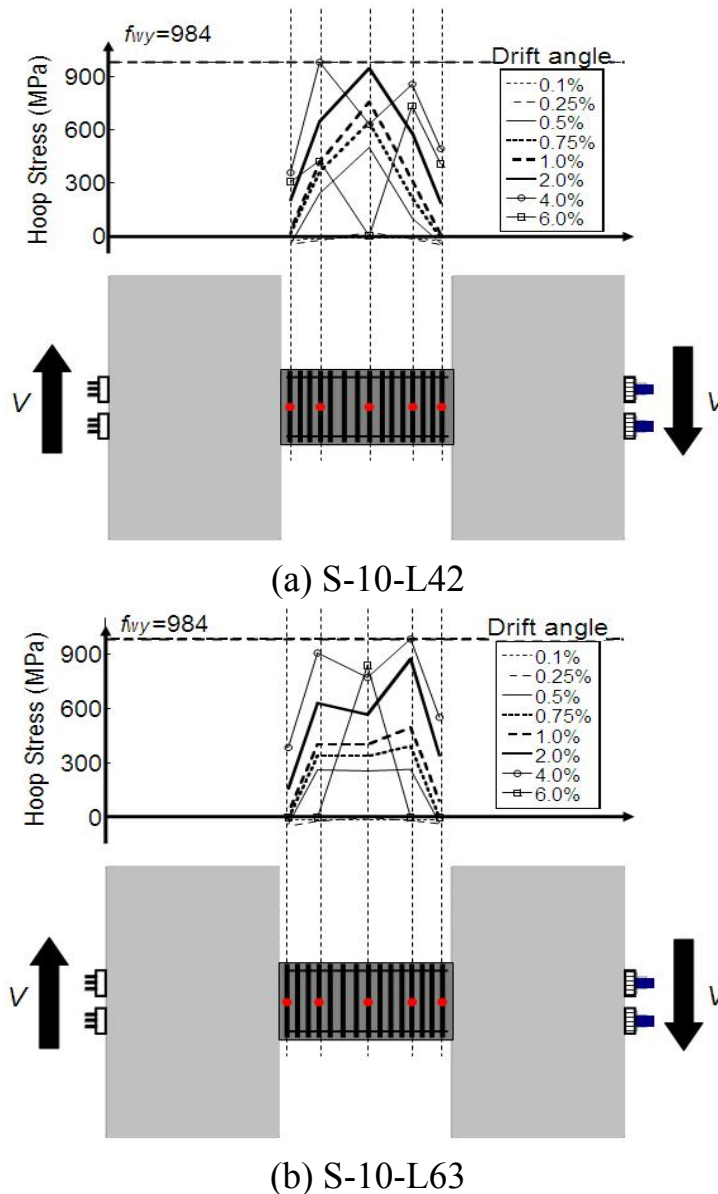 fwy=984
Hoop Stress (MPa)
900
600
300
0
Drift angle
0.1%
0.25%
0.5%
0.75%
1.0%
2.0%
4.0%
6.0%
V
V
(a) S-10-L42
fwy=984
Hoop Stress (MPa)
900
600
300
0
Drift angle
0.1%
0.25%
0.5%
0.75%
1.0%
2.0%
4.0%
6.0%
V
V
(b) S-10-L63